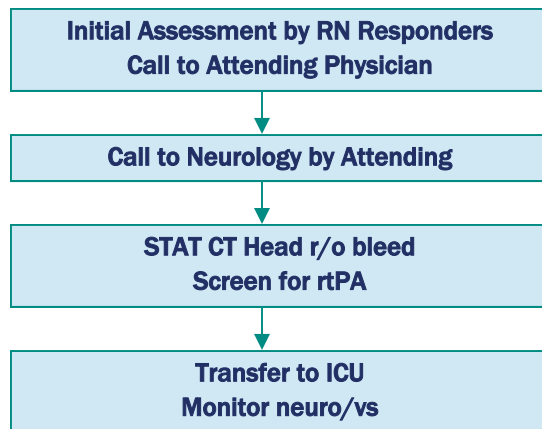 Initial Assessment by RN Responders
Call to Attending Physician
Call to Neurology by Attending
STAT CT Head r/o bleed
Screen for rtPA
Transfer to ICU
Monitor neuro/vs